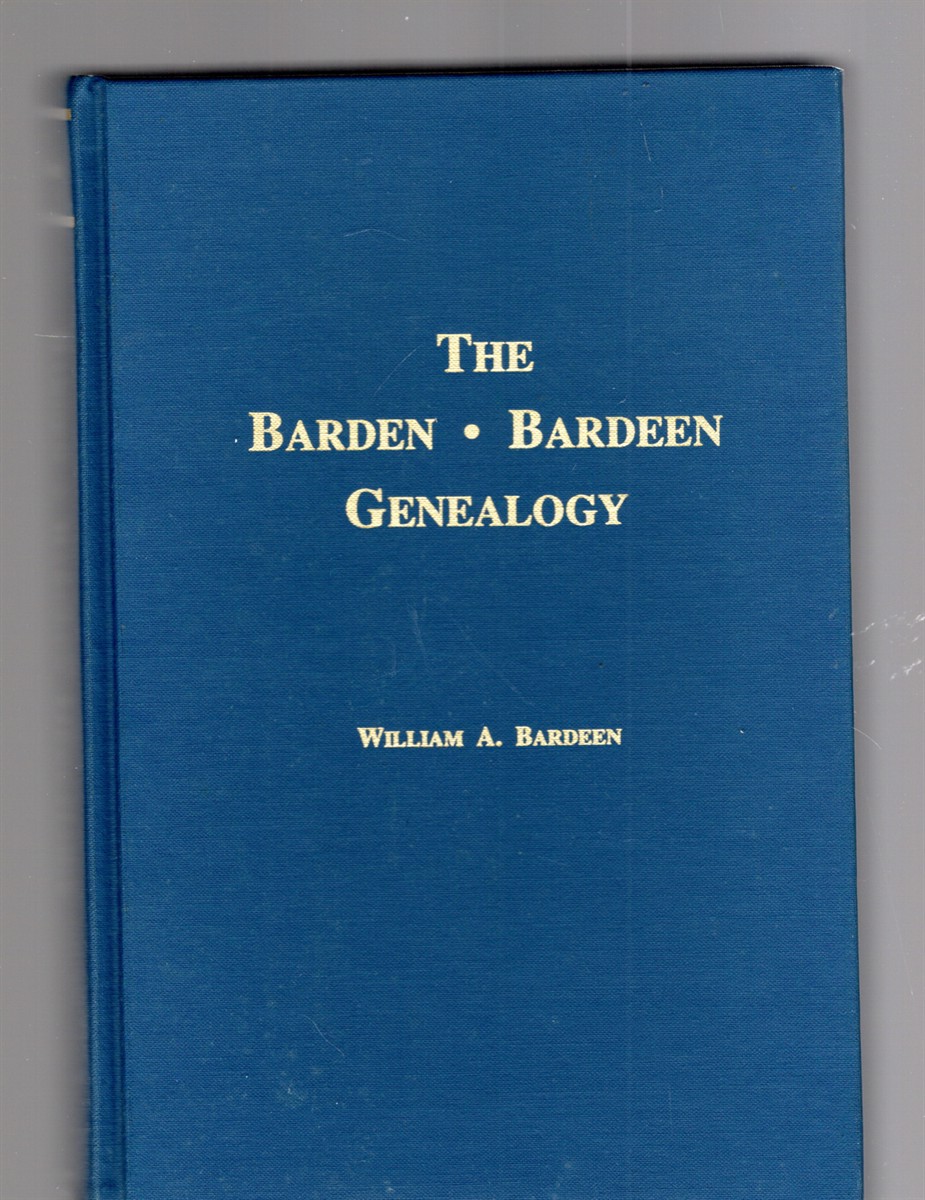 THE
BARDEN • BARDEEN
GENEALOGY
WILLIAM A. BARDEEN